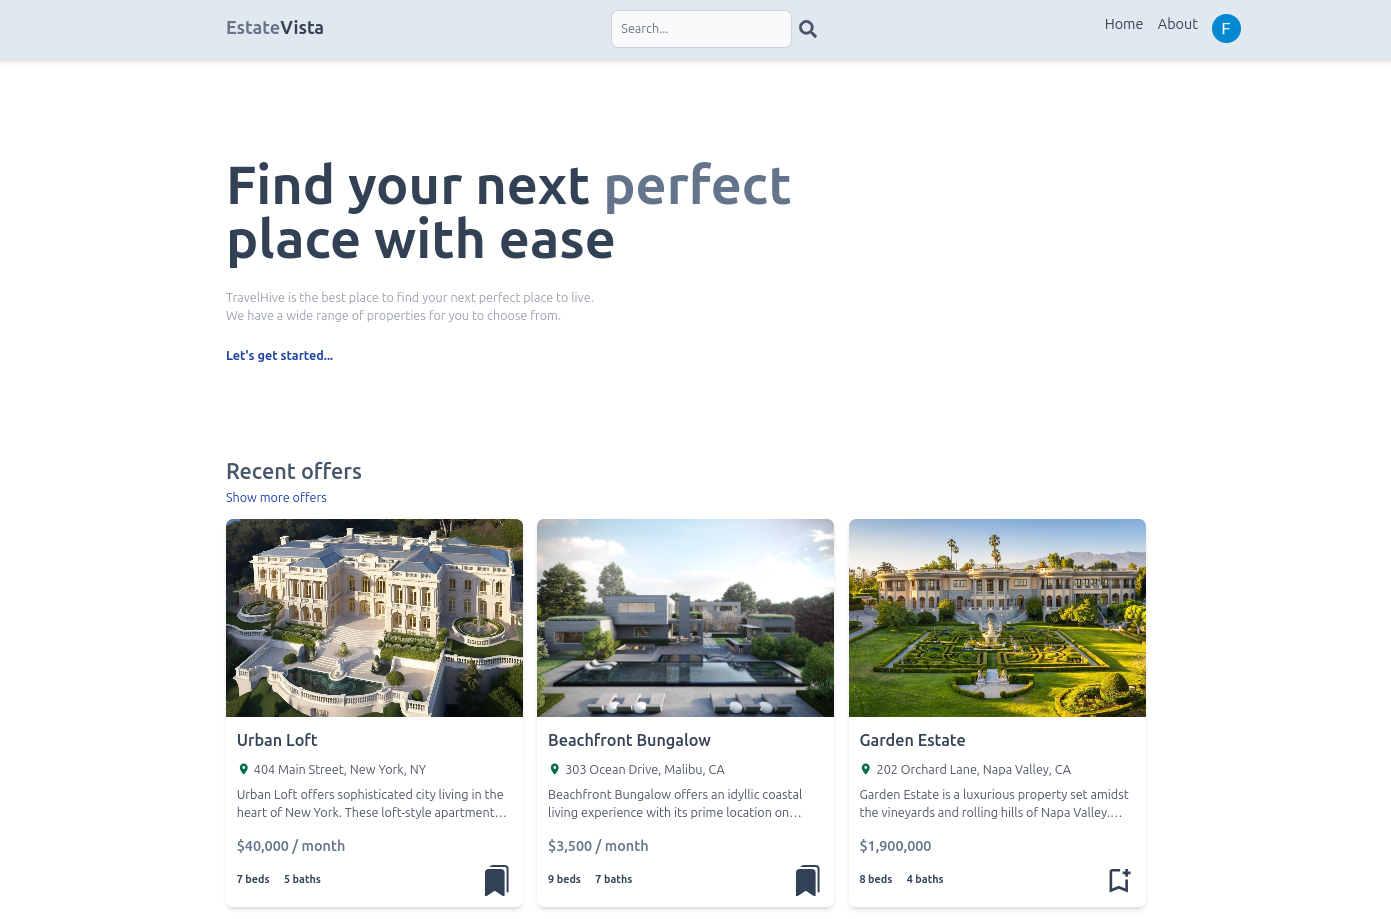 EstateVista
Search...
Home
About
F
Find your next perfect
place with ease
TravelHive is the best place to find your next perfect place to live.
We have a wide range of properties for you to choose from.
Let's get started...
Recent offers
Show more offers
Urban Loft
404 Main Street, New York, NY
Urban Loft offers sophisticated city living in the
heart of New York. These loft-style apartment…
$40,000 / month
7 beds 5 baths
Beachfront Bungalow
303 Ocean Drive, Malibu, CA
Beachfront Bungalow offers an idyllic coastal
living experience with its prime location on…
$3,500 / month
9 beds 7 baths
Garden Estate
202 Orchard Lane, Napa Valley, CA
Garden Estate is a luxurious property set amidst
the vineyards and rolling hills of Napa Valley.…
$1,900,000
8 beds 4 baths